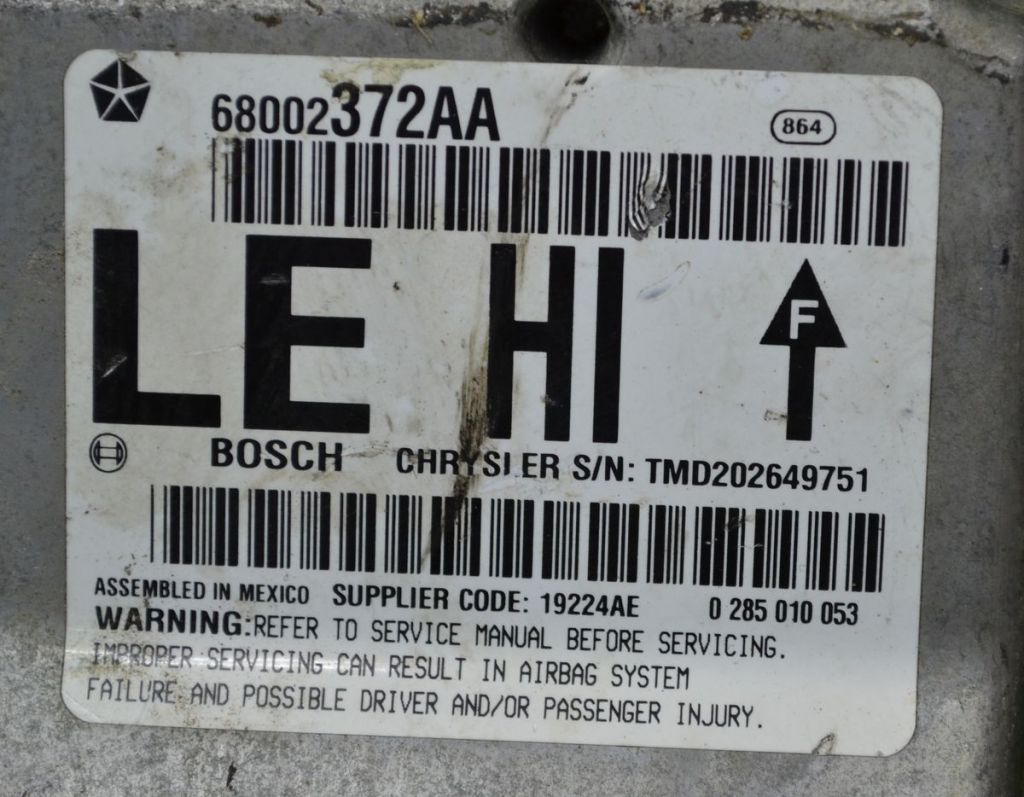 68002372AA
864
LE HI
F
BOSCH CHRYSLER S/N: TMD202649751
ASSEMBLED IN MEXICO SUPPLIER CODE: 19224AE 0 285 010 053
WARNING:REFER TO SERVICE MANUAL BEFORE SERVICING.
IMPROPER SERVICING CAN RESULT IN AIRBAG SYSTEM
FAILURE AND POSSIBLE DRIVER AND/OR PASSENGER INJURY.